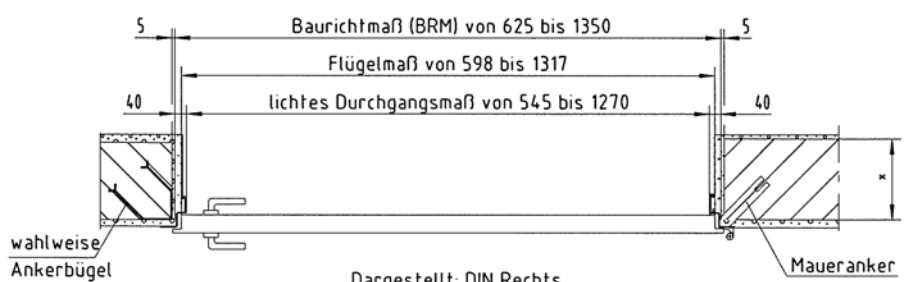 5 Baurichtmaß (BRM) von 625 bis 1350 5
Flügelmaß von 598 bis 1317
40 lichtes Durchgangsmaß von 545 bis 1270 40
x
wahlweise
Ankerbügel
Maueranker
Dargestellt: DIN Rechts